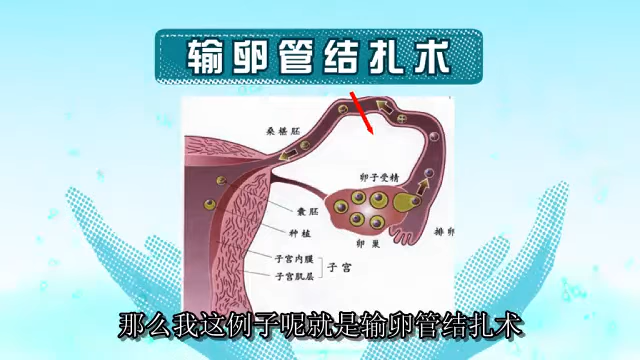 输卵管结扎术
桑椹胚
卵子受精
囊胚
种植
卵巢
排卵
子宫内膜
子宫
子宫肌层
那么我这例子呢就是输卵管结扎术